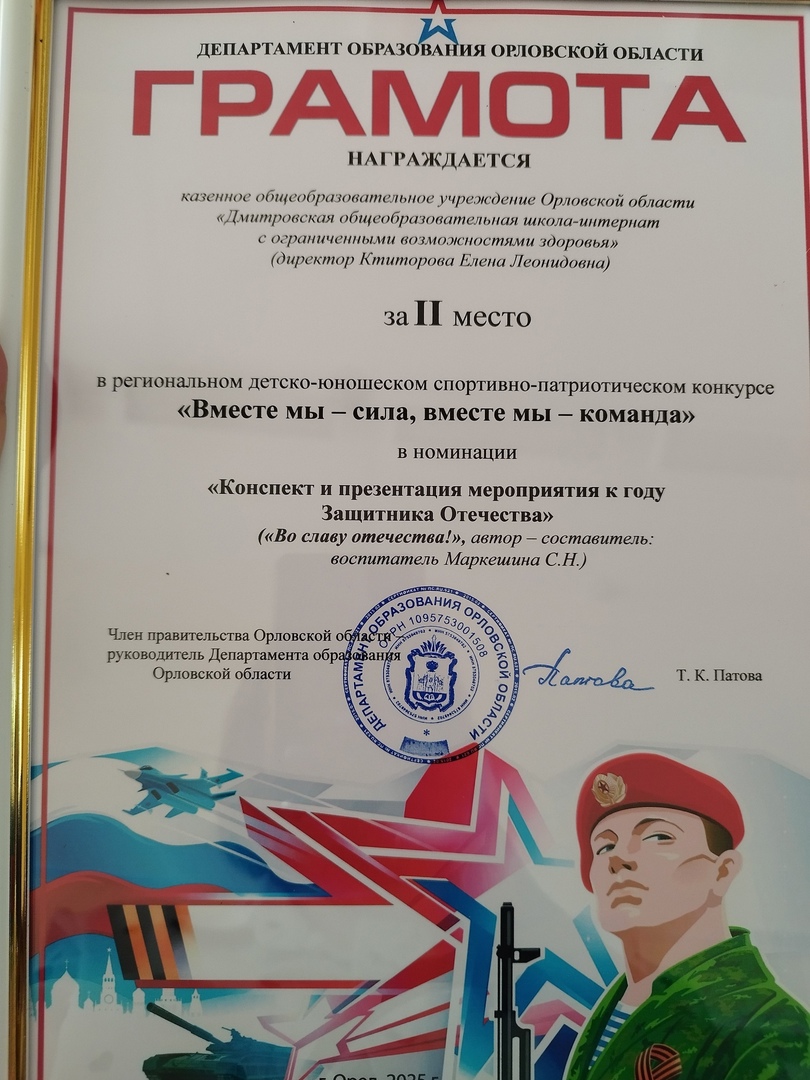 ДЕПАРТАМЕНТ ОБРАЗОВАНИЯ ОРЛОВСКОЙ ОБЛАСТИ
ГРАМОТА
НАГРАЖДАЕТСЯ
казенное общеобразовательное учреждение Орловской области
«Дмитровская общеобразовательная школа-интернат
с ограниченными возможностями здоровья»
(директор Ктиторова Елена Леонидовна)
за II место
в региональном детско-юношеском спортивно-патриотическом конкурсе
«Вместе мы – сила, вместе мы – команда»
в номинации
«Конспект и презентация мероприятия к году
Защитника Отечества»
(«Во славу отечества!», автор – составитель:
воспитатель Маркешина С.Н.)
Член правительства Орловской области
руководитель Департамента образования
Орловской области
ДЕПАРТАМЕНТ ОБРАЗОВАНИЯ ОРЛОВСКОЙ ОБЛАСТИ
ОГРН 1095753001508
Патова
Т. К. Патова
г. Орел, 2025 г.